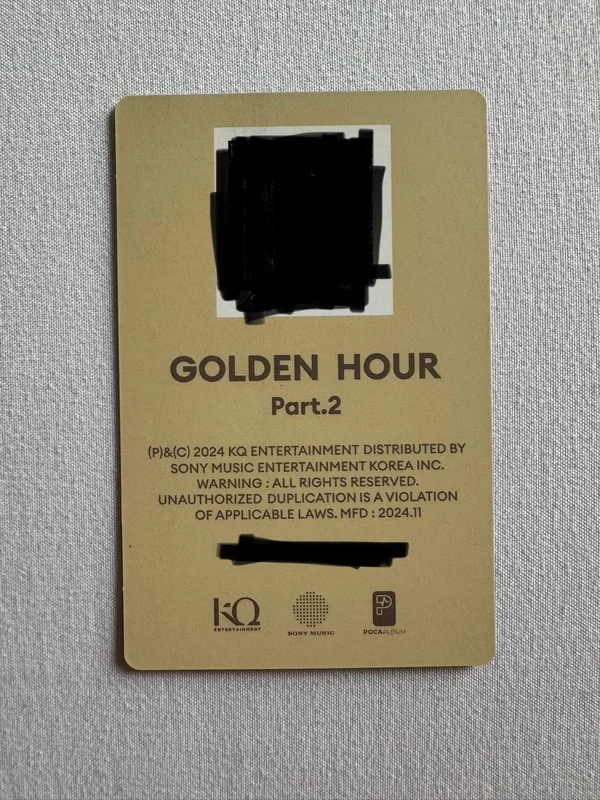 GOLDEN HOUR
Part.2
(P)&(C) 2024 KQ ENTERTAINMENT DISTRIBUTED BY
SONY MUSIC ENTERTAINMENT KOREA INC.
WARNING : ALL RIGHTS RESERVED.
UNAUTHORIZED DUPLICATION IS A VIOLATION
OF APPLICABLE LAWS. MFD : 2024.11
KQ ENTERTAINMENT
SONY MUSIC
POCAALBUM